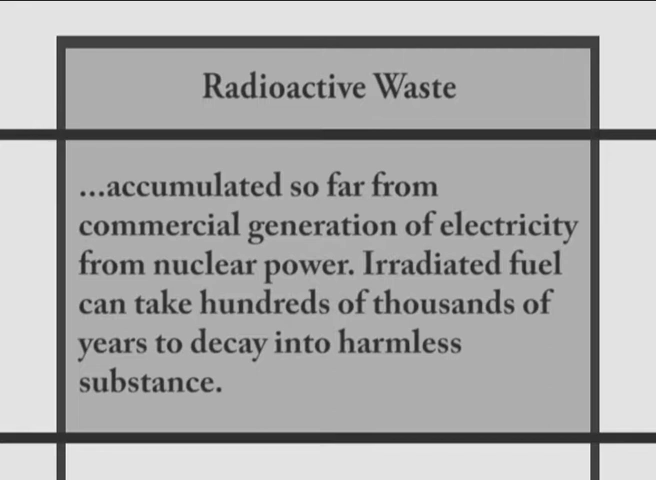 Radioactive Waste
...accumulated so far from
commercial generation of electricity
from nuclear power. Irradiated fuel
can take hundreds of thousands of
years to decay into harmless
substance.